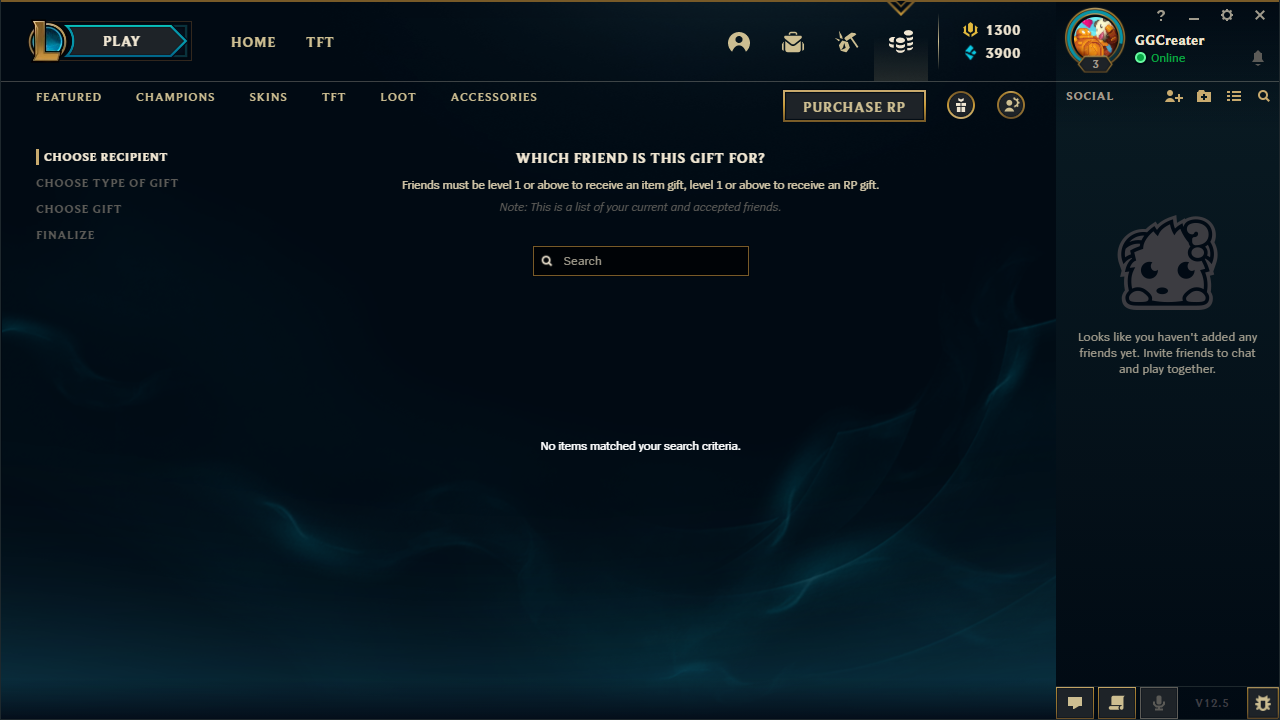 PLAY
HOME
TFT
1300
3900
?
3
GGCreater
Online
FEATURED
CHAMPIONS
SKINS
TFT
LOOT
ACCESSORIES
PURCHASE RP
SOCIAL
CHOOSE RECIPIENT
CHOOSE TYPE OF GIFT
CHOOSE GIFT
FINALIZE
WHICH FRIEND IS THIS GIFT FOR?
Friends must be level 1 or above to receive an item gift, level 1 or above to receive an RP gift.
Note: This is a list of your current and accepted friends.
Search
No items matched your search criteria.
Looks like you haven't added any
friends yet. Invite friends to chat
and play together.
V12.5